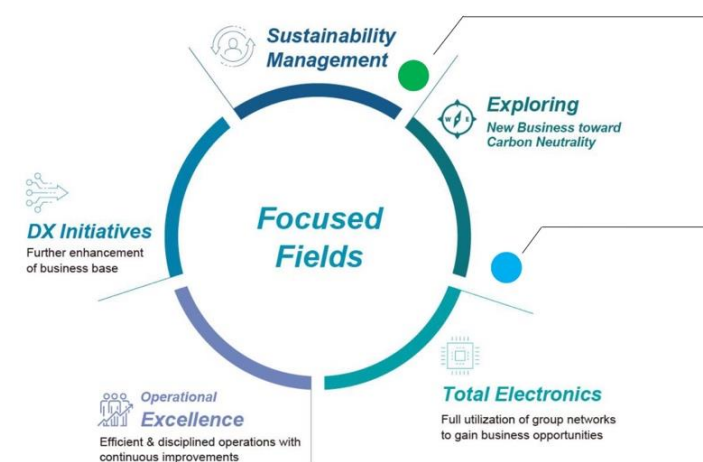 Sustainability
Management
Exploring
New Business toward
Carbon Neutrality
W E
Focused
Fields
DX Initiatives
Further enhancement
of business base
Total Electronics
Full utilization of group networks
to gain business opportunities
Operational
Excellence
Efficient & disciplined operations with
continuous improvements